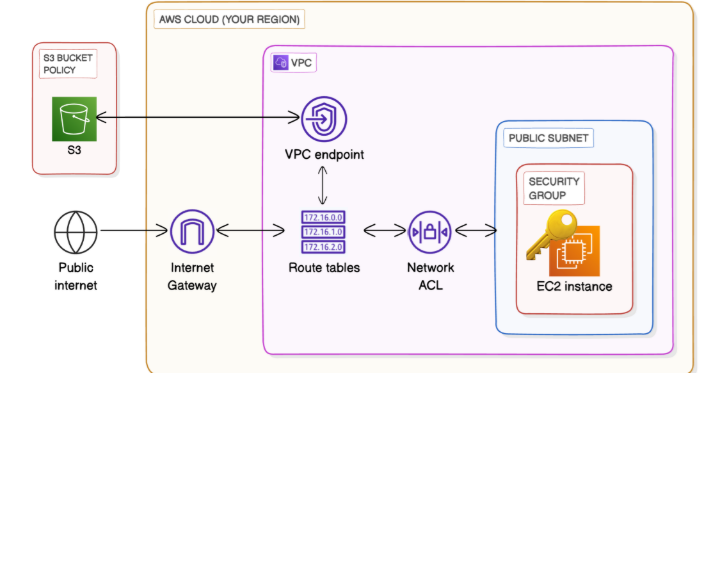 AWS CLOUD (YOUR REGION)
S3 BUCKET
POLICY
S3
VPC
VPC endpoint
PUBLIC SUBNET
SECURITY
GROUP
EC2 instance
172.16.0.0
172.16.1.0
172.16.2.0
Public
internet
Internet
Gateway
Route tables
Network
ACL